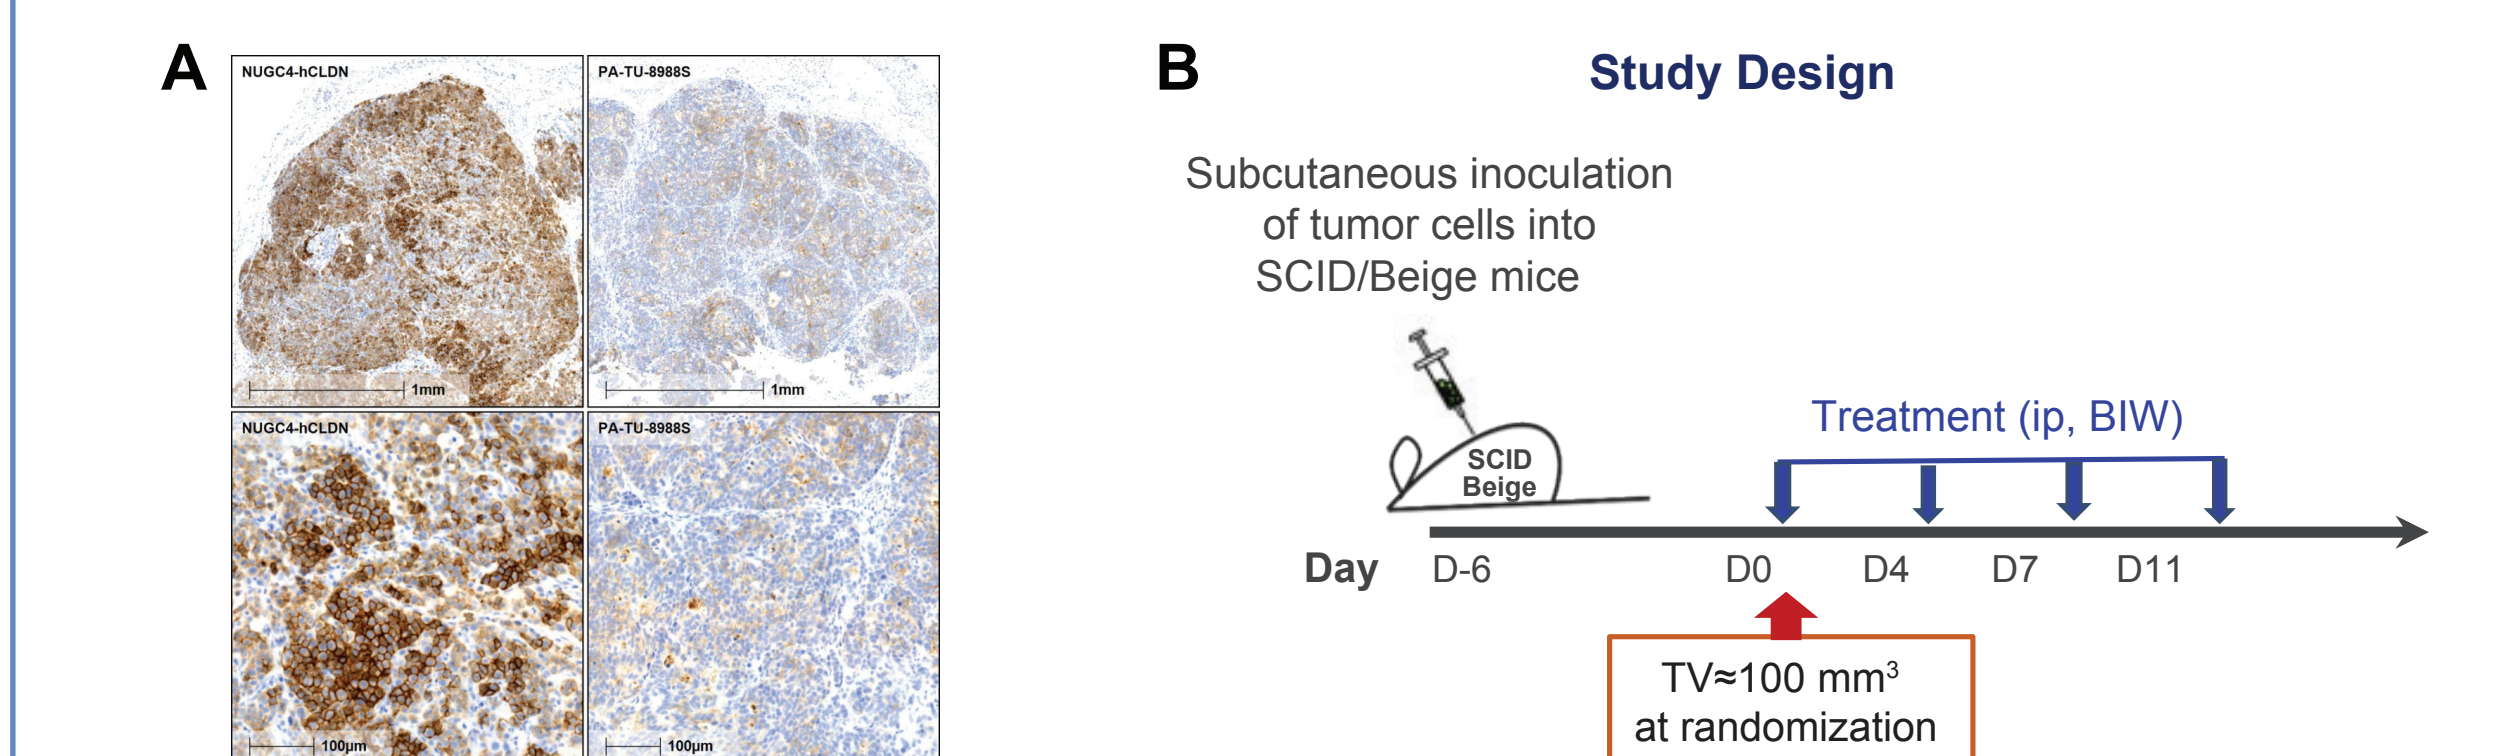 A
NUGC4-hCLDN
PA-TU-8988S
1mm
1mm
NUGC4-hCLDN
PA-TU-8988S
100µm
100µm
B
Study Design
Subcutaneous inoculation
of tumor cells into
SCID/Beige mice
SCID
Beige
Treatment (ip, BIW)
Day D-6 D0 D4 D7 D11
TV≈100 mm³
at randomization